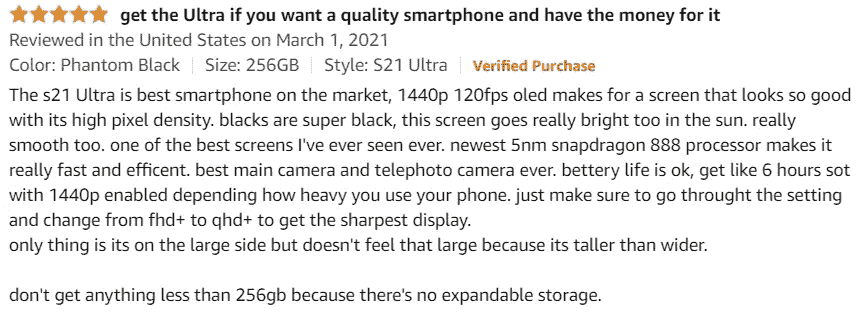 get the Ultra if you want a quality smartphone and have the money for it
Reviewed in the United States on March 1, 2021
Color: Phantom Black | Size: 256GB | Style: S21 Ultra | Verified Purchase
The s21 Ultra is best smartphone on the market, 1440p 120fps oled makes for a screen that looks so good
with its high pixel density. blacks are super black, this screen goes really bright too in the sun. really
smooth too. one of the best screens I've ever seen ever. newest 5nm snapdragon 888 processor makes it
really fast and efficent. best main camera and telephoto camera ever. bettery life is ok, get like 6 hours sot
with 1440p enabled depending how heavy you use your phone. just make sure to go throught the setting
and change from fhd+ to qhd+ to get the sharpest display.
only thing is its on the large side but doesn't feel that large because its taller than wider.
don't get anything less than 256gb because there's no expandable storage.